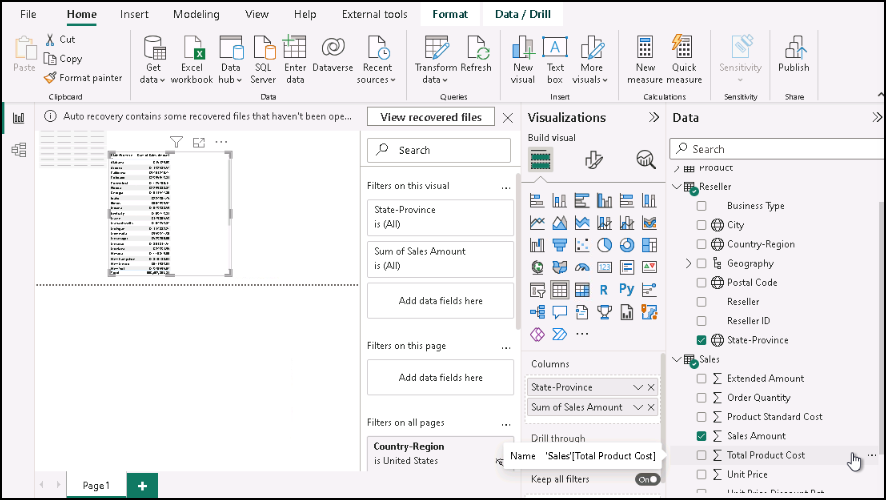 File Home Insert Modeling View Help External tools Format Data / Drill
Paste
Cut
Copy
Format painter
Clipboard
Get data
Excel workbook
Data hub
SQL Server
Enter data
Dataverse
Recent sources
Data
Transform data
Refresh
Queries
New visual
Text box
More visuals
Insert
New measure
Quick measure
Calculations
Sensitivity
Sensitivity
Publish
Share
Auto recovery contains some recovered files that haven't been ope...
View recovered files
Search
Filters on this visual
State-Province
is (All)
Sum of Sales Amount
is (All)
Add data fields here
Filters on this page
Add data fields here
Filters on all pages
Country-Region
is United States
Visualizations
Build visual
R Py
123
Columns
State-Province
Sum of Sales Amount
Drill through
Name 'Sales'[Total Product Cost]
Keep all filters On
Data
Search
Product
Reseller
Business Type
City
Country-Region
Geography
Postal Code
Reseller
Reseller ID
State-Province
Sales
Extended Amount
Order Quantity
Product Standard Cost
Sales Amount
Total Product Cost
Unit Price
Unit Price Discount Pct
Page1